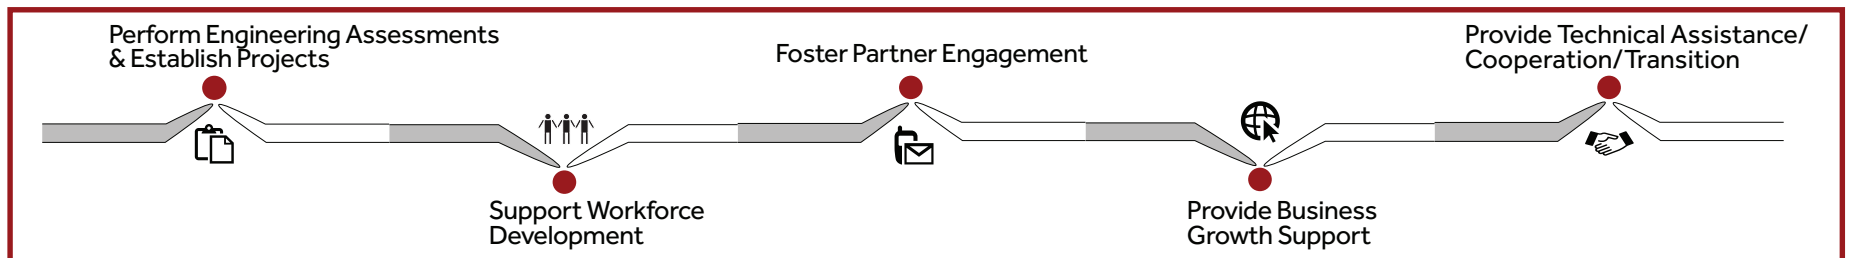 Perform Engineering Assessments
& Establish Projects
Support Workforce
Development
Foster Partner Engagement
Provide Business
Growth Support
Provide Technical Assistance/
Cooperation/Transition